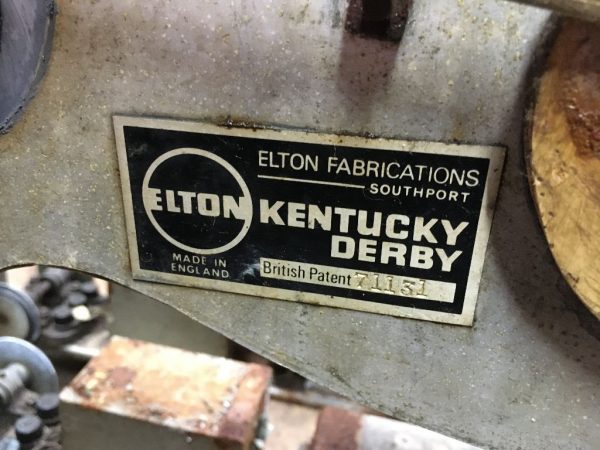 ELTON FABRICATIONS
SOUTHPORT
ELTON
KENTUCKY
DERBY
MADE IN
ENGLAND
British Patent 71151